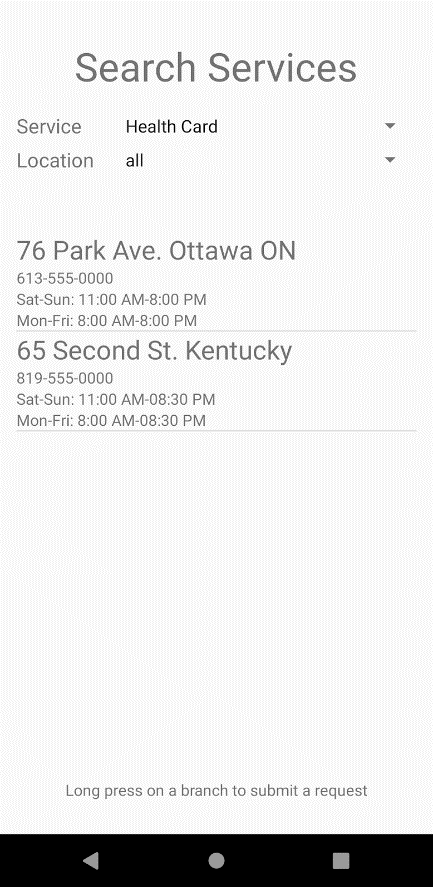 Search Services
Service Health Card
Location all
76 Park Ave. Ottawa ON
613-555-0000
Sat-Sun: 11:00 AM-8:00 PM
Mon-Fri: 8:00 AM-8:00 PM
65 Second St. Kentucky
819-555-0000
Sat-Sun: 11:00 AM-08:30 PM
Mon-Fri: 8:00 AM-08:30 PM
Long press on a branch to submit a request